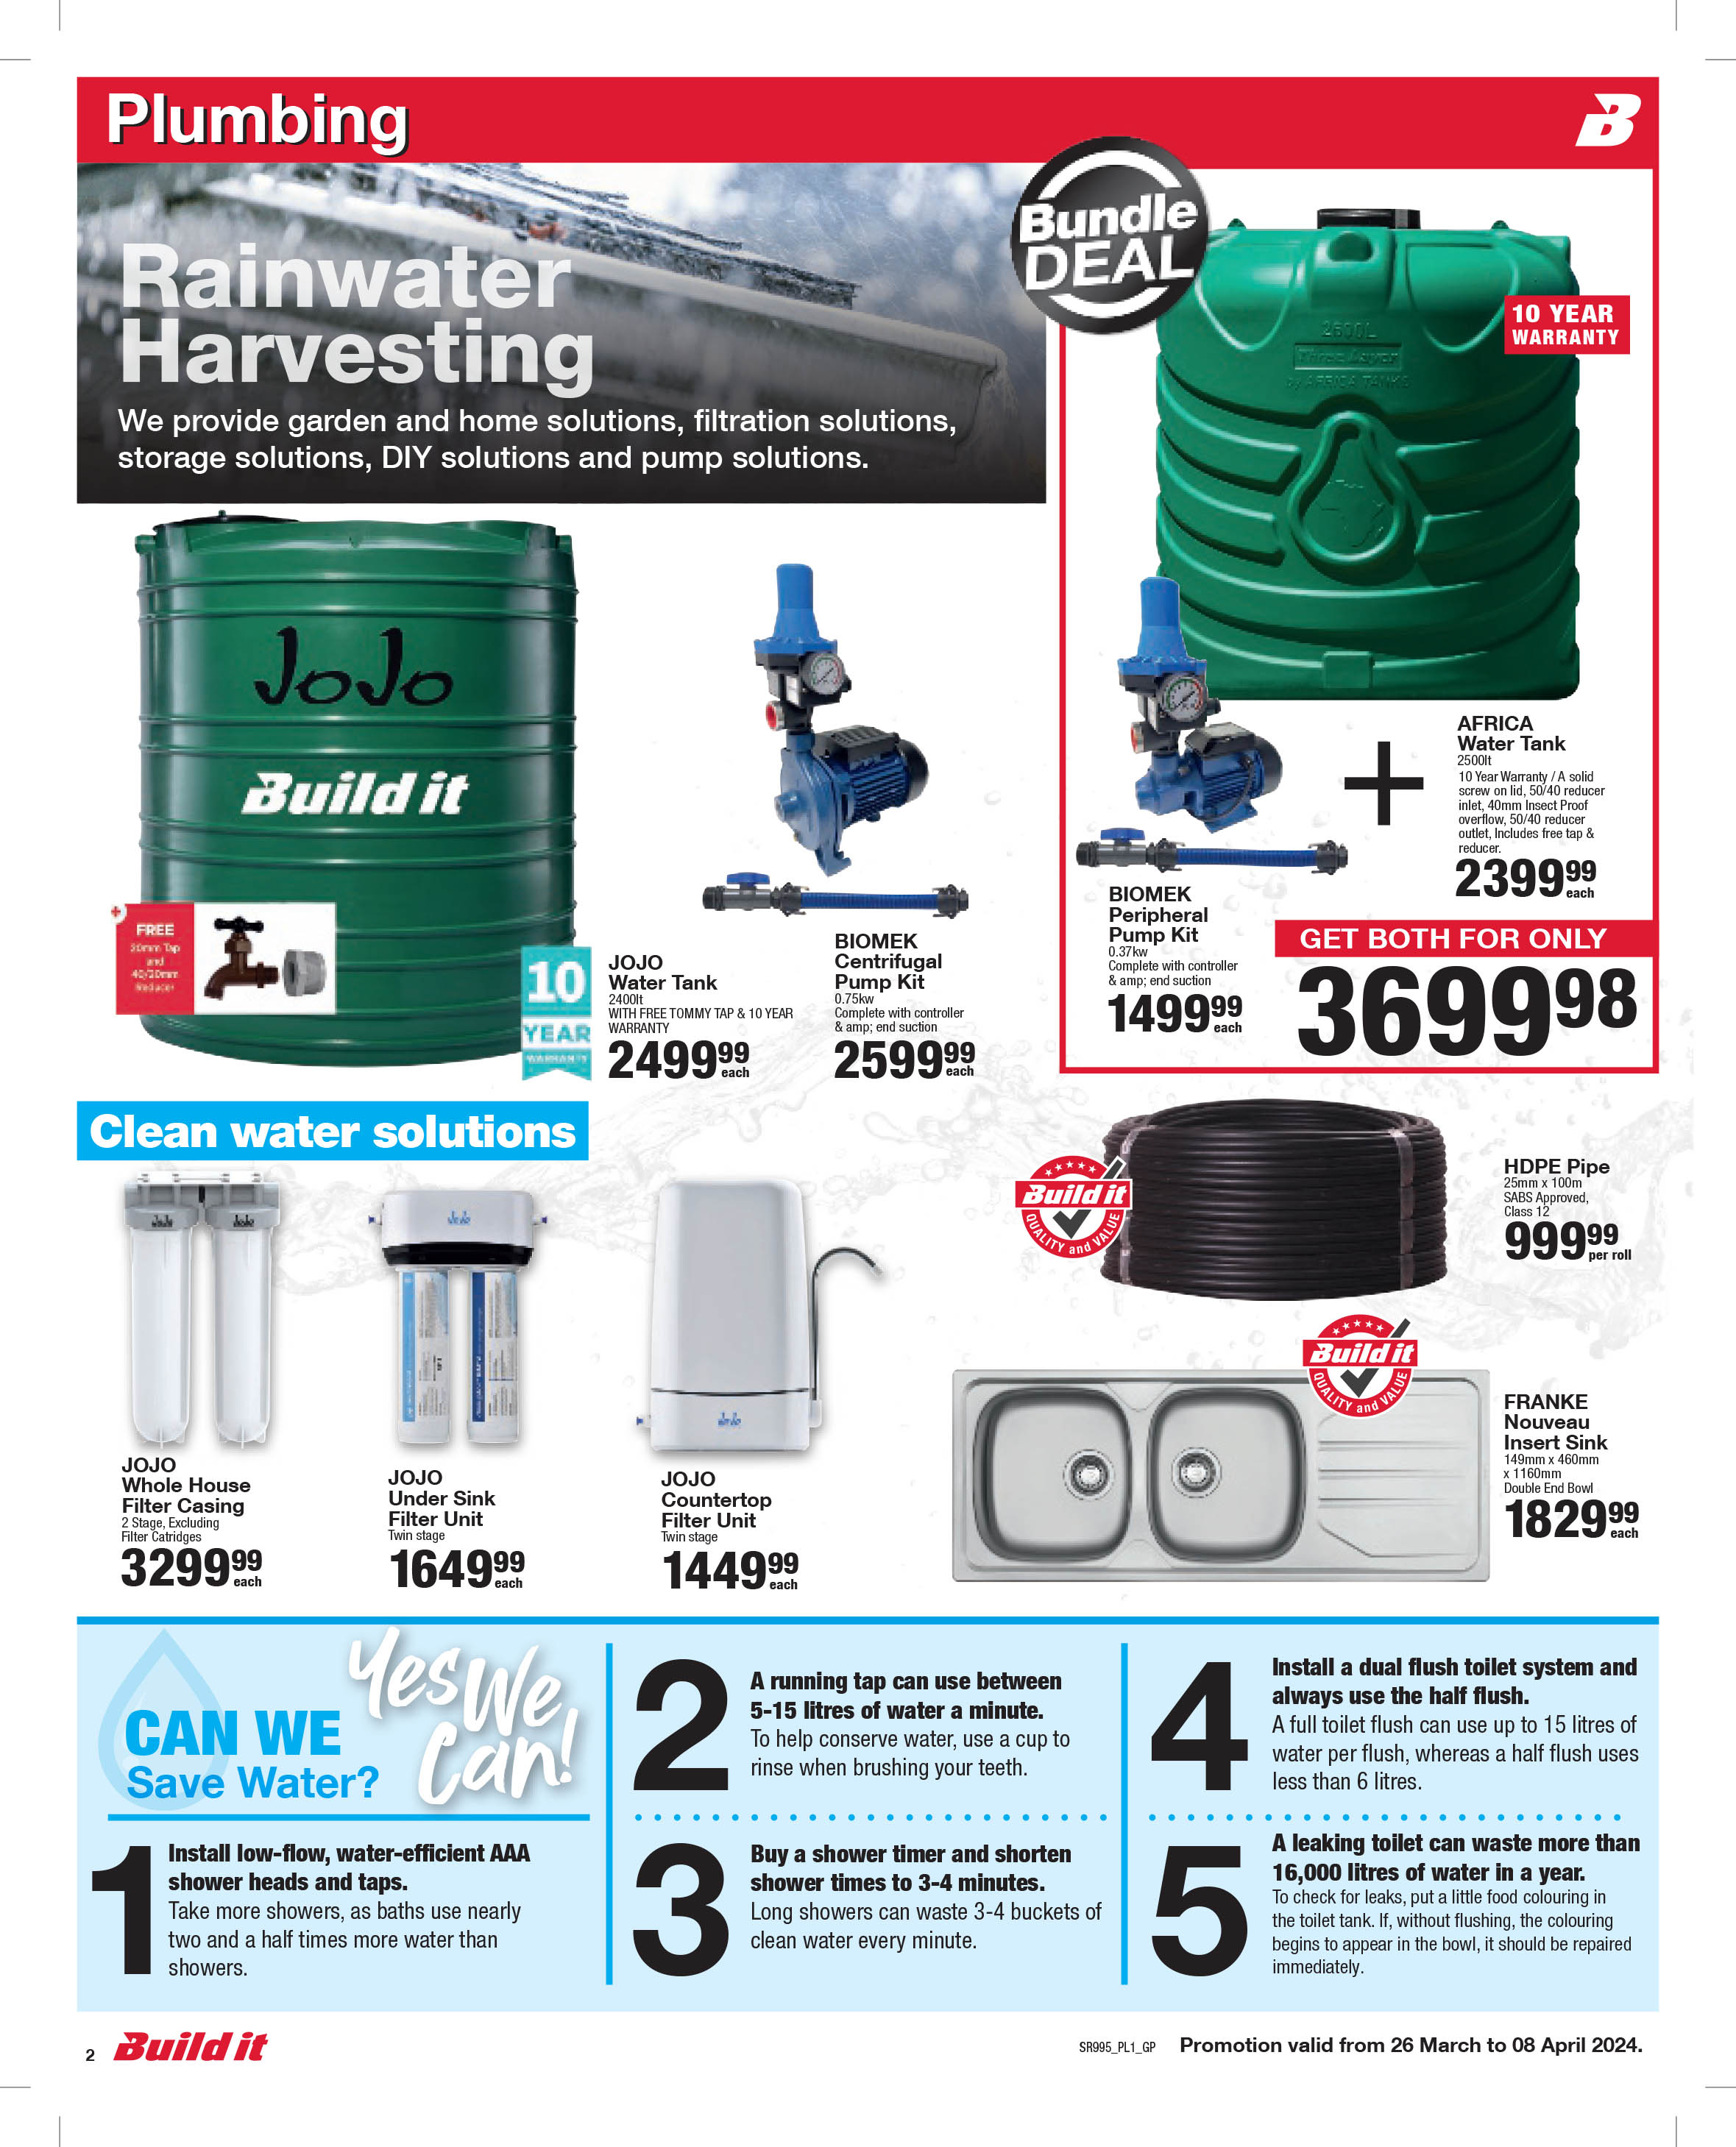 Plumbing
B
Rainwater
Harvesting
We provide garden and home solutions, filtration solutions,
storage solutions, DIY solutions and pump solutions.
Bundle
DEAL
2500L
Three Layer
by AFRICA TANKS
10 YEAR
WARRANTY
JoJo
Build it
FREE
20mm Tap
and
40/20mm
Reducer
10
YEAR
WARRANTY
JOJO
Water Tank
2400lt
WITH FREE TOMMY TAP & 10 YEAR
WARRANTY
2499 99
each
BIOMEK
Centrifugal
Pump Kit
0.75kw
Complete with controller
& amp; end suction
2599 99
each
BIOMEK
Peripheral
Pump Kit
0.37kw
Complete with controller
& amp; end suction
1499 99
each
+
AFRICA
Water Tank
2500lt
10 Year Warranty / A solid
screw on lid, 50/40 reducer
inlet, 40mm Insect Proof
overflow, 50/40 reducer
outlet, Includes free tap &
reducer.
2399 99
each
GET BOTH FOR ONLY
3699 98
Clean water solutions
JoJo
JoJo
JOJO
Whole House
Filter Casing
2 Stage, Excluding
Filter Catridges
3299 99
each
JoJo
JOJO
Under Sink
Filter Unit
Twin stage
1649 99
each
JoJo
JOJO
Countertop
Filter Unit
Twin stage
1449 99
each
Build it
QUALITY and VALUE
HDPE Pipe
25mm x 100m
SABS Approved,
Class 12
999 99
per roll
Build it
QUALITY and VALUE
FRANKE
Nouveau
Insert Sink
149mm x 460mm
x 1160mm
Double End Bowl
1829 99
each
CAN WE
Save Water?
Yes We
Can!
1
Install low-flow, water-efficient AAA
shower heads and taps.
Take more showers, as baths use nearly
two and a half times more water than
showers.
2
A running tap can use between
5-15 litres of water a minute.
To help conserve water, use a cup to
rinse when brushing your teeth.
3
Buy a shower timer and shorten
shower times to 3-4 minutes.
Long showers can waste 3-4 buckets of
clean water every minute.
4
Install a dual flush toilet system and
always use the half flush.
A full toilet flush can use up to 15 litres of
water per flush, whereas a half flush uses
less than 6 litres.
5
A leaking toilet can waste more than
16,000 litres of water in a year.
To check for leaks, put a little food colouring in
the toilet tank. If, without flushing, the colouring
begins to appear in the bowl, it should be repaired
immediately.
2
Build it
SR995_PL1_GP
Promotion valid from 26 March to 08 April 2024.